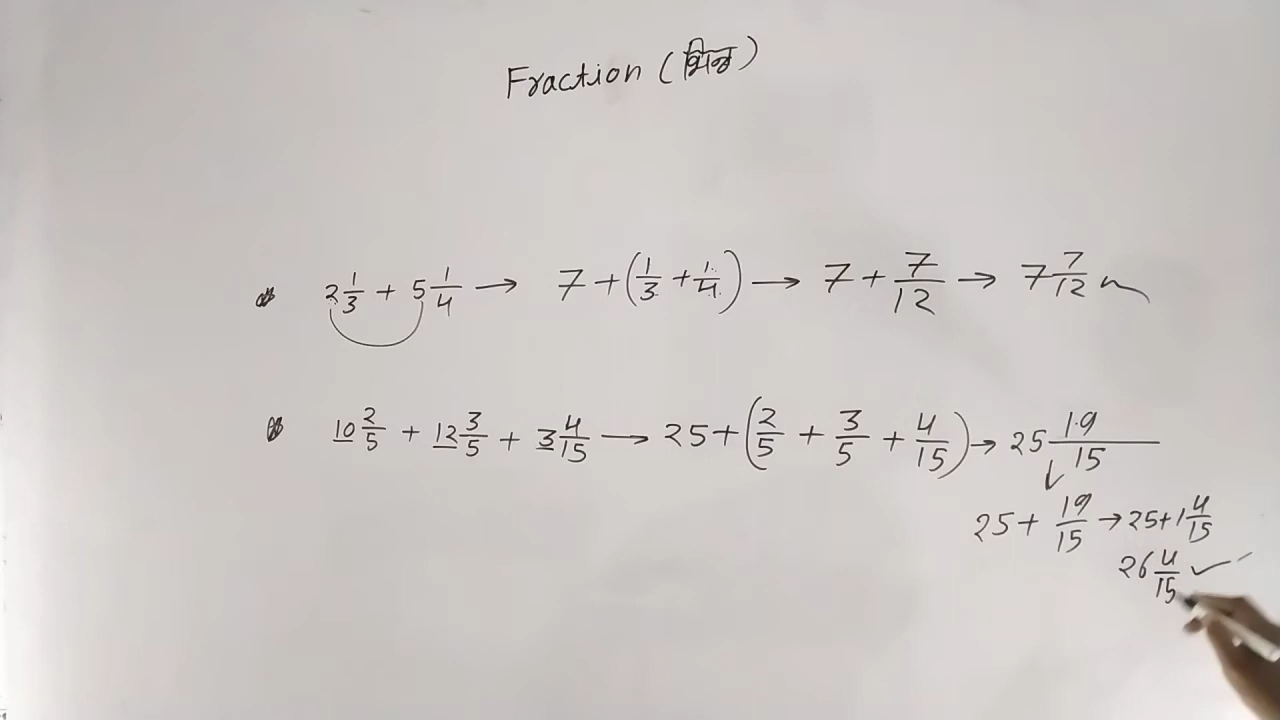 Fraction (भिन्न)
2 1/3 + 5 1/4 → 7 + (1/3 + 1/4) → 7 + 7/12 → 7 7/12
10 2/5 + 12 3/5 + 3 4/15 → 25 + (2/5 + 3/5 + 4/15) → 25 19/15
25 + 19/15 → 25 + 1 4/15
26 4/15 ✓